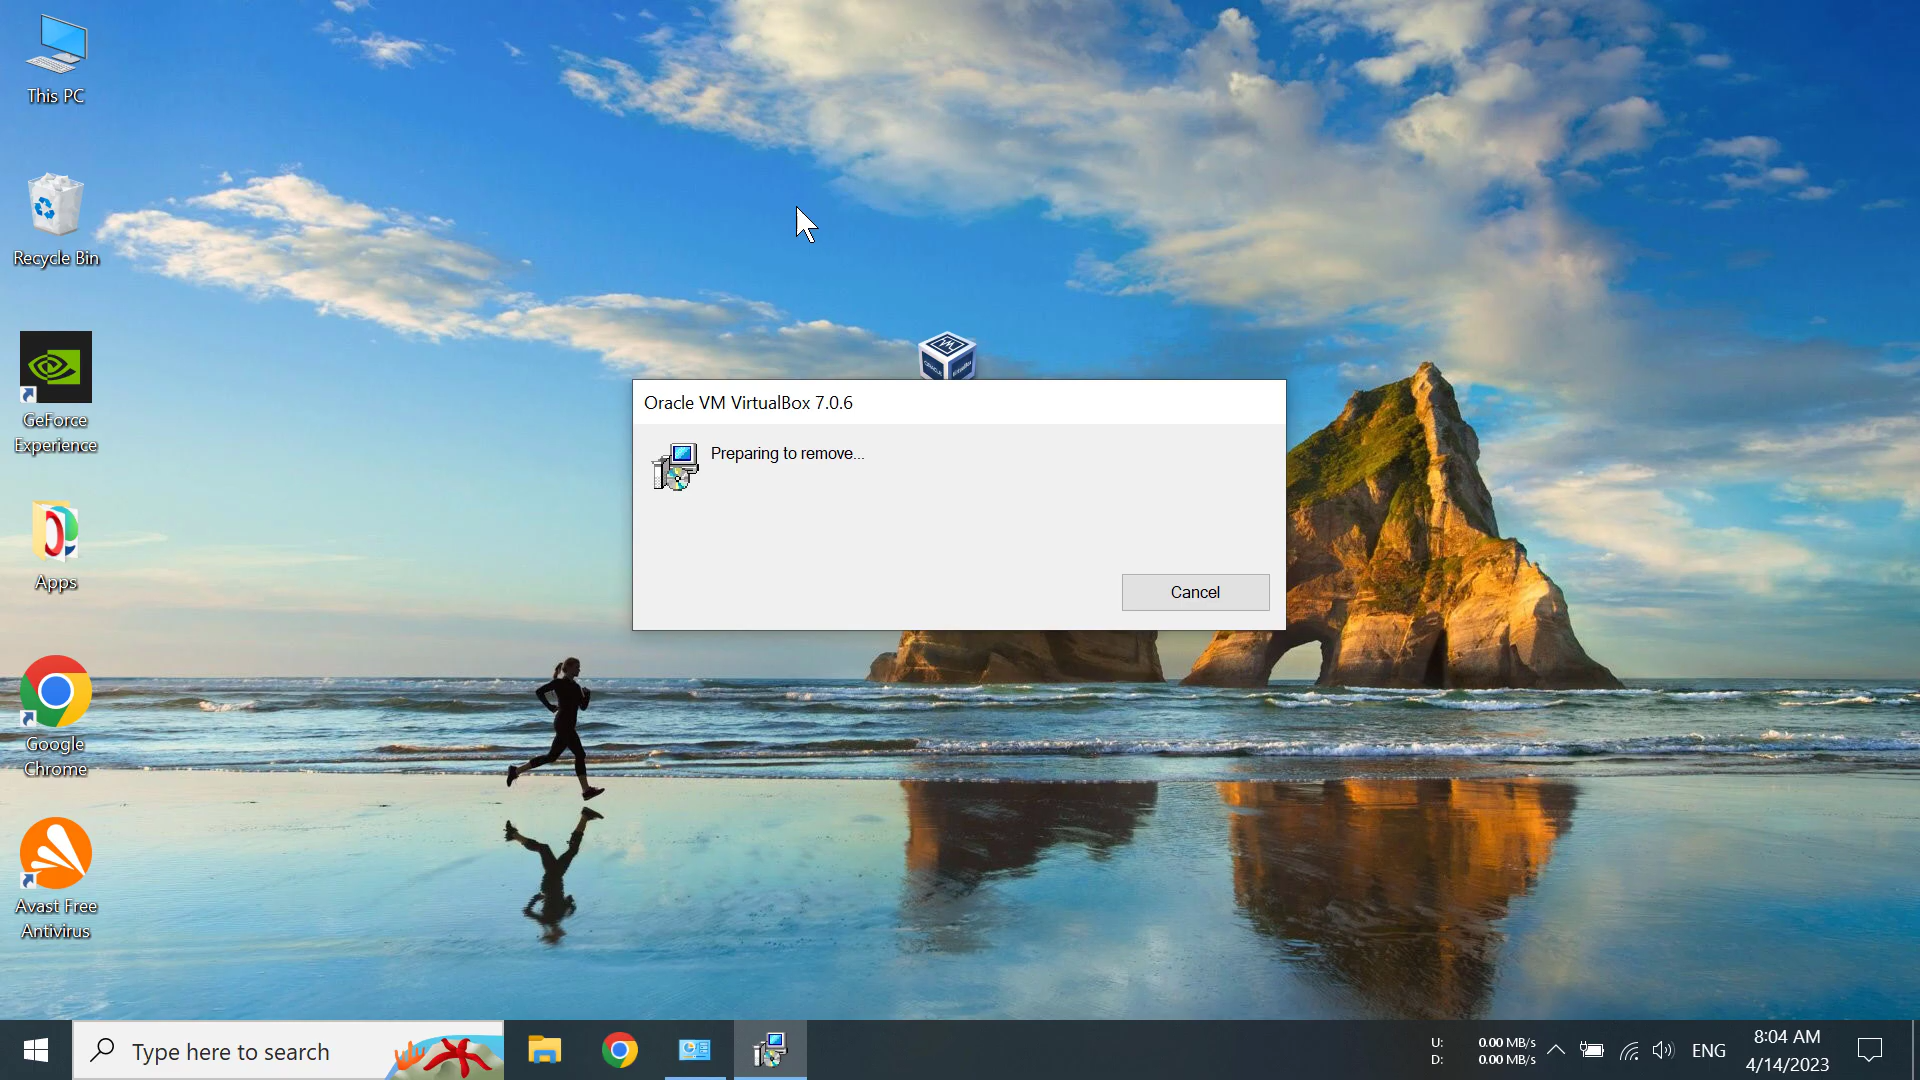 This PC
Recycle Bin
GeForce
Experience
Apps
Google
Chrome
Avast Free
Antivirus
Oracle VM VirtualBox 7.0.6
Preparing to remove...
Cancel
Type here to search
U: 0.00 MB/s
D: 0.00 MB/s
ENG
8:04 AM
4/14/2023